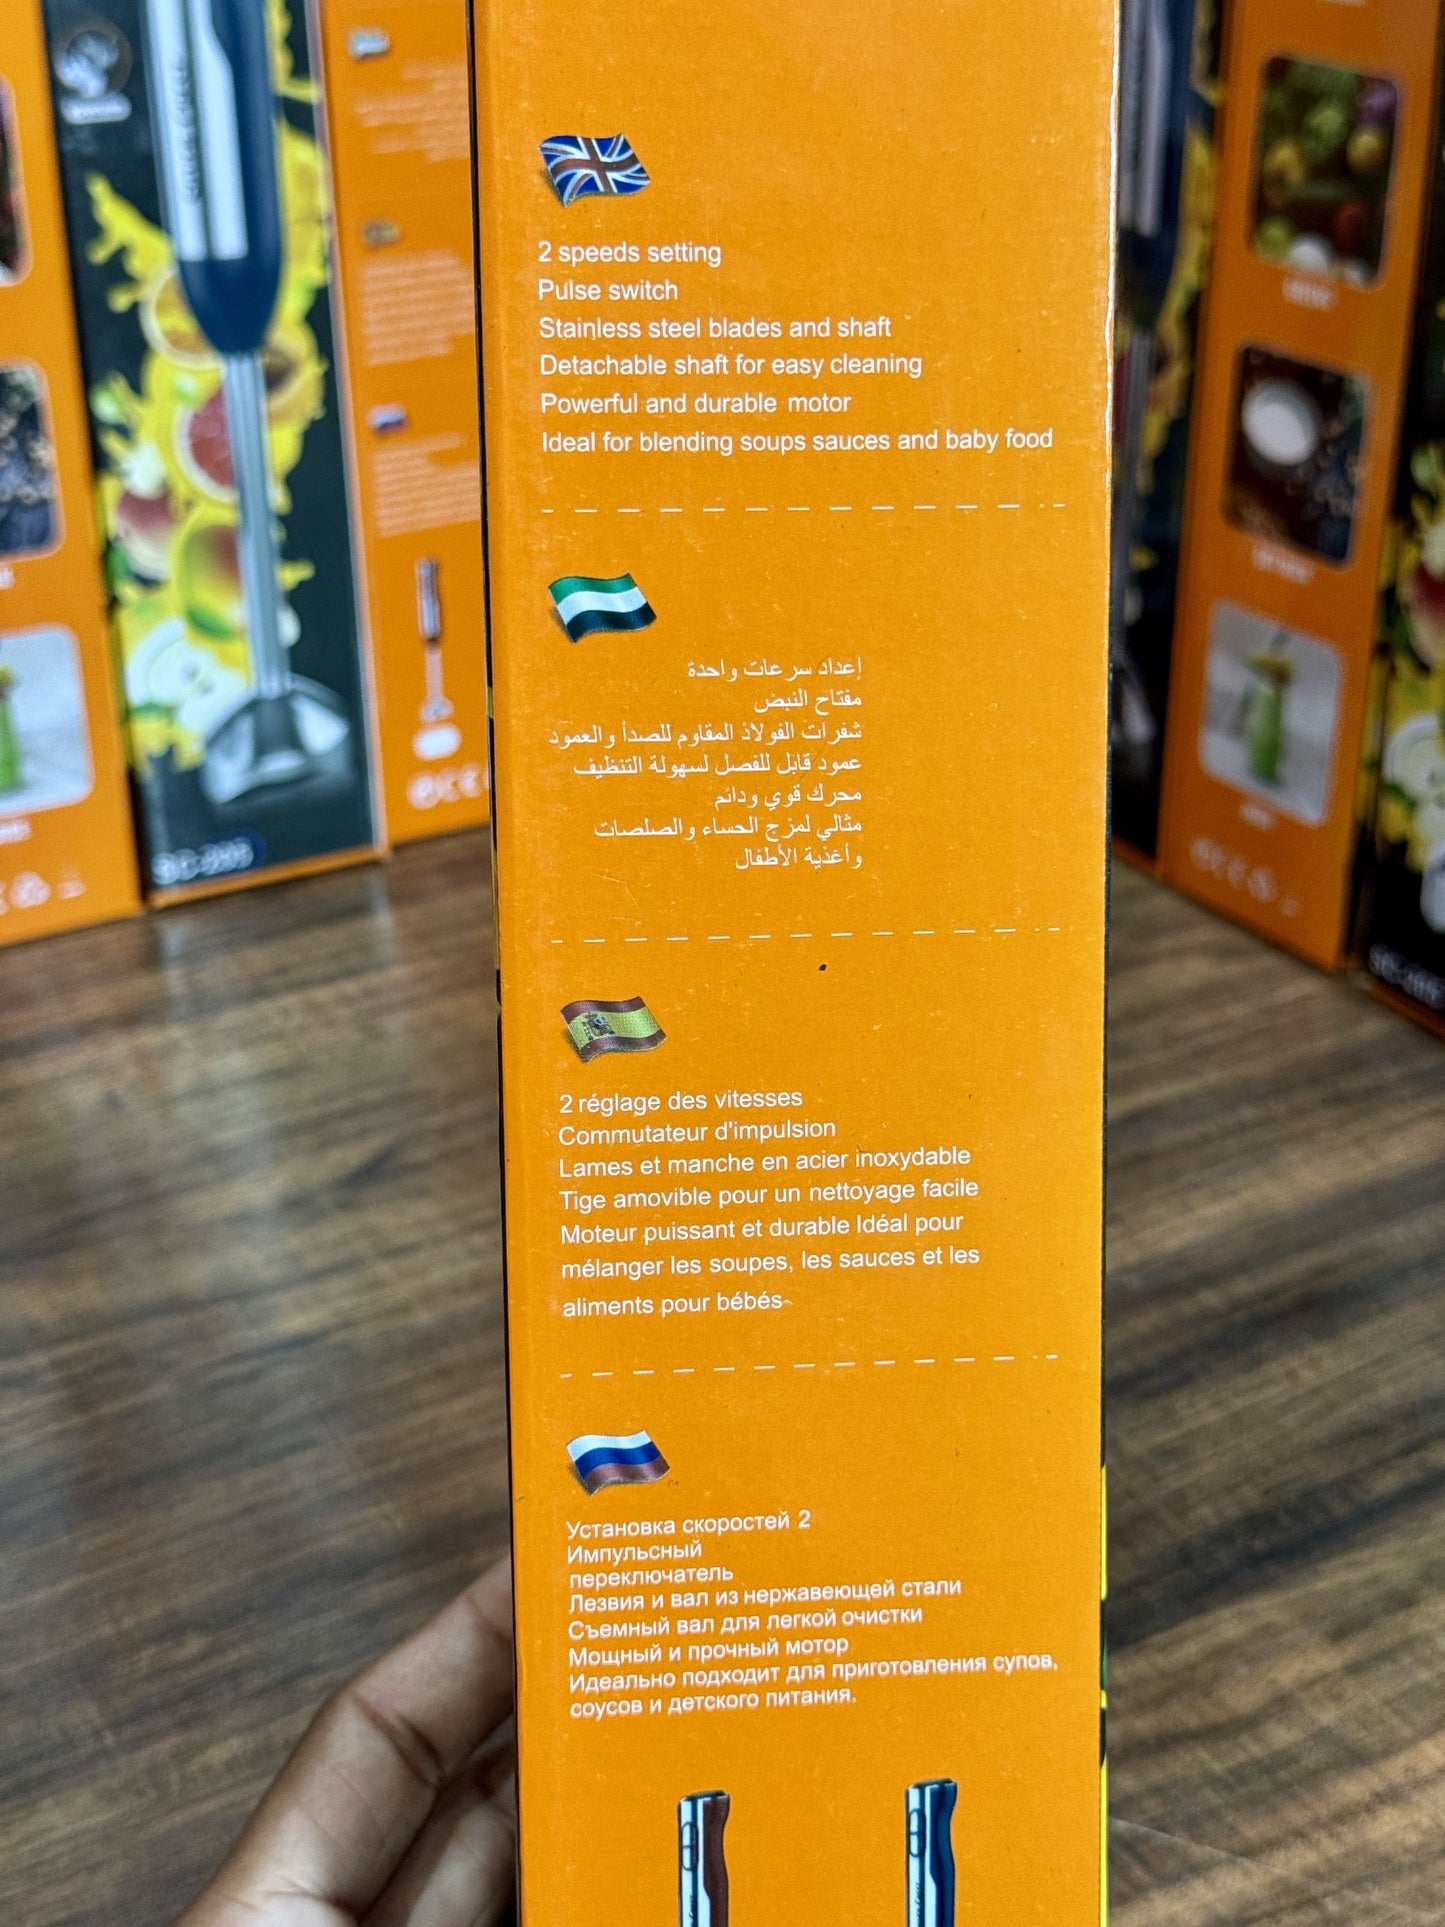 2 speeds setting
Pulse switch
Stainless steel blades and shaft
Detachable shaft for easy cleaning
Powerful and durable motor
Ideal for blending soups sauces and baby food
إعداد سرعات واحدة
مفتاح النبض
شفرات الفولاذ المقاوم للصدأ والعمود
عمود قابل للفصل لسهولة التنظيف
محرك قوي ودائم
مثالي لمزج الحساء والصلصات
وأغذية الأطفال
2 réglage des vitesses
Commutateur d'impulsion
Lames et manche en acier inoxydable
Tige amovible pour un nettoyage facile
Moteur puissant et durable Idéal pour
mélanger les soupes, les sauces et les
aliments pour bébés
Установка скоростей 2
Импульсный
переключатель
Лезвия и вал из нержавеющей стали
Съемный вал для легкой очистки
Мощный и прочный мотор
Идеально подходит для приготовления супов,
соусов и детского питания.